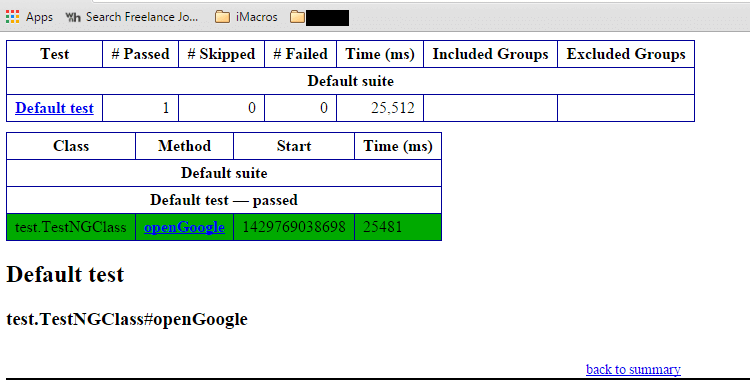 Apps Search Freelance Jo... iMacros
Test # Passed # Skipped # Failed Time (ms) Included Groups Excluded Groups
Default suite
Default test 1 0 0 25,512
Class Method Start Time (ms)
Default suite
Default test — passed
test.TestNGClass openGoogle 1429769038698 25481
Default test
test.TestNGClass#openGoogle
back to summary